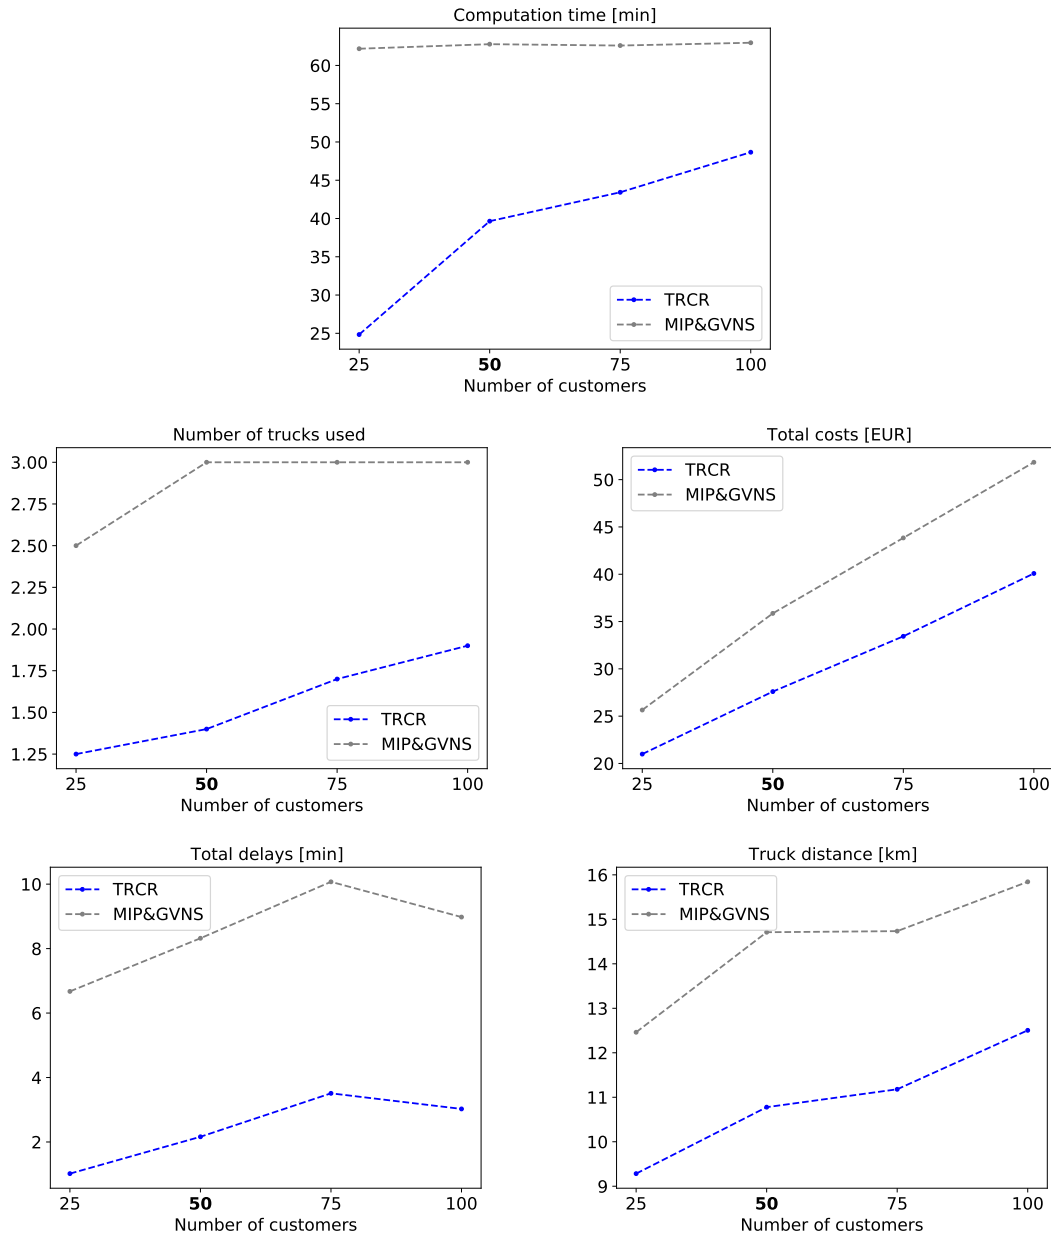 Computation time [min]
60
55
50
45
40
35
30
25
TRCR
MIP&GVNS
25 50 75 100
Number of customers
Number of trucks used
3.00
2.75
2.50
2.25
2.00
1.75
1.50
1.25
TRCR
MIP&GVNS
25 50 75 100
Number of customers
Total costs [EUR]
TRCR
MIP&GVNS
50
45
40
35
30
25
20
25 50 75 100
Number of customers
Total delays [min]
TRCR
MIP&GVNS
10
8
6
4
2
25 50 75 100
Number of customers
Truck distance [km]
TRCR
MIP&GVNS
16
15
14
13
12
11
10
9
25 50 75 100
Number of customers